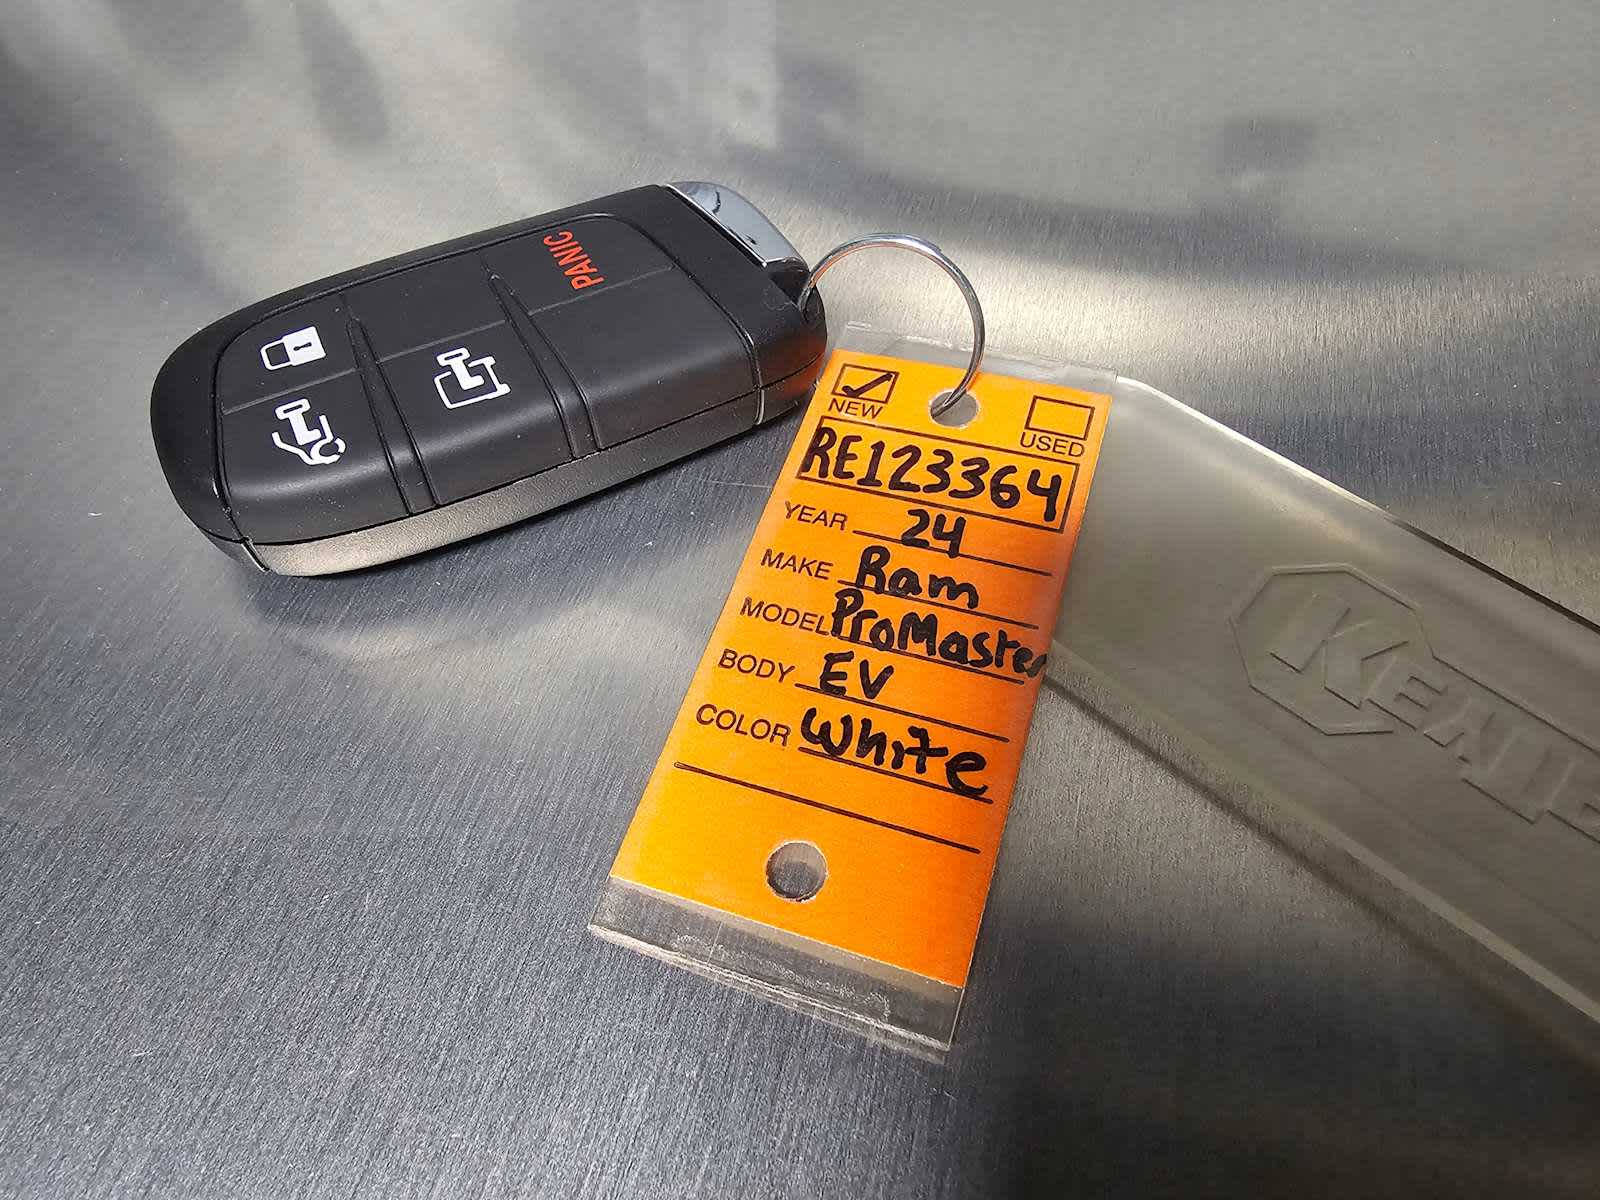 PANIC
NEW
USED
RE123364
YEAR 24
MAKE Ram
MODEL ProMaster
BODY EV
COLOR White